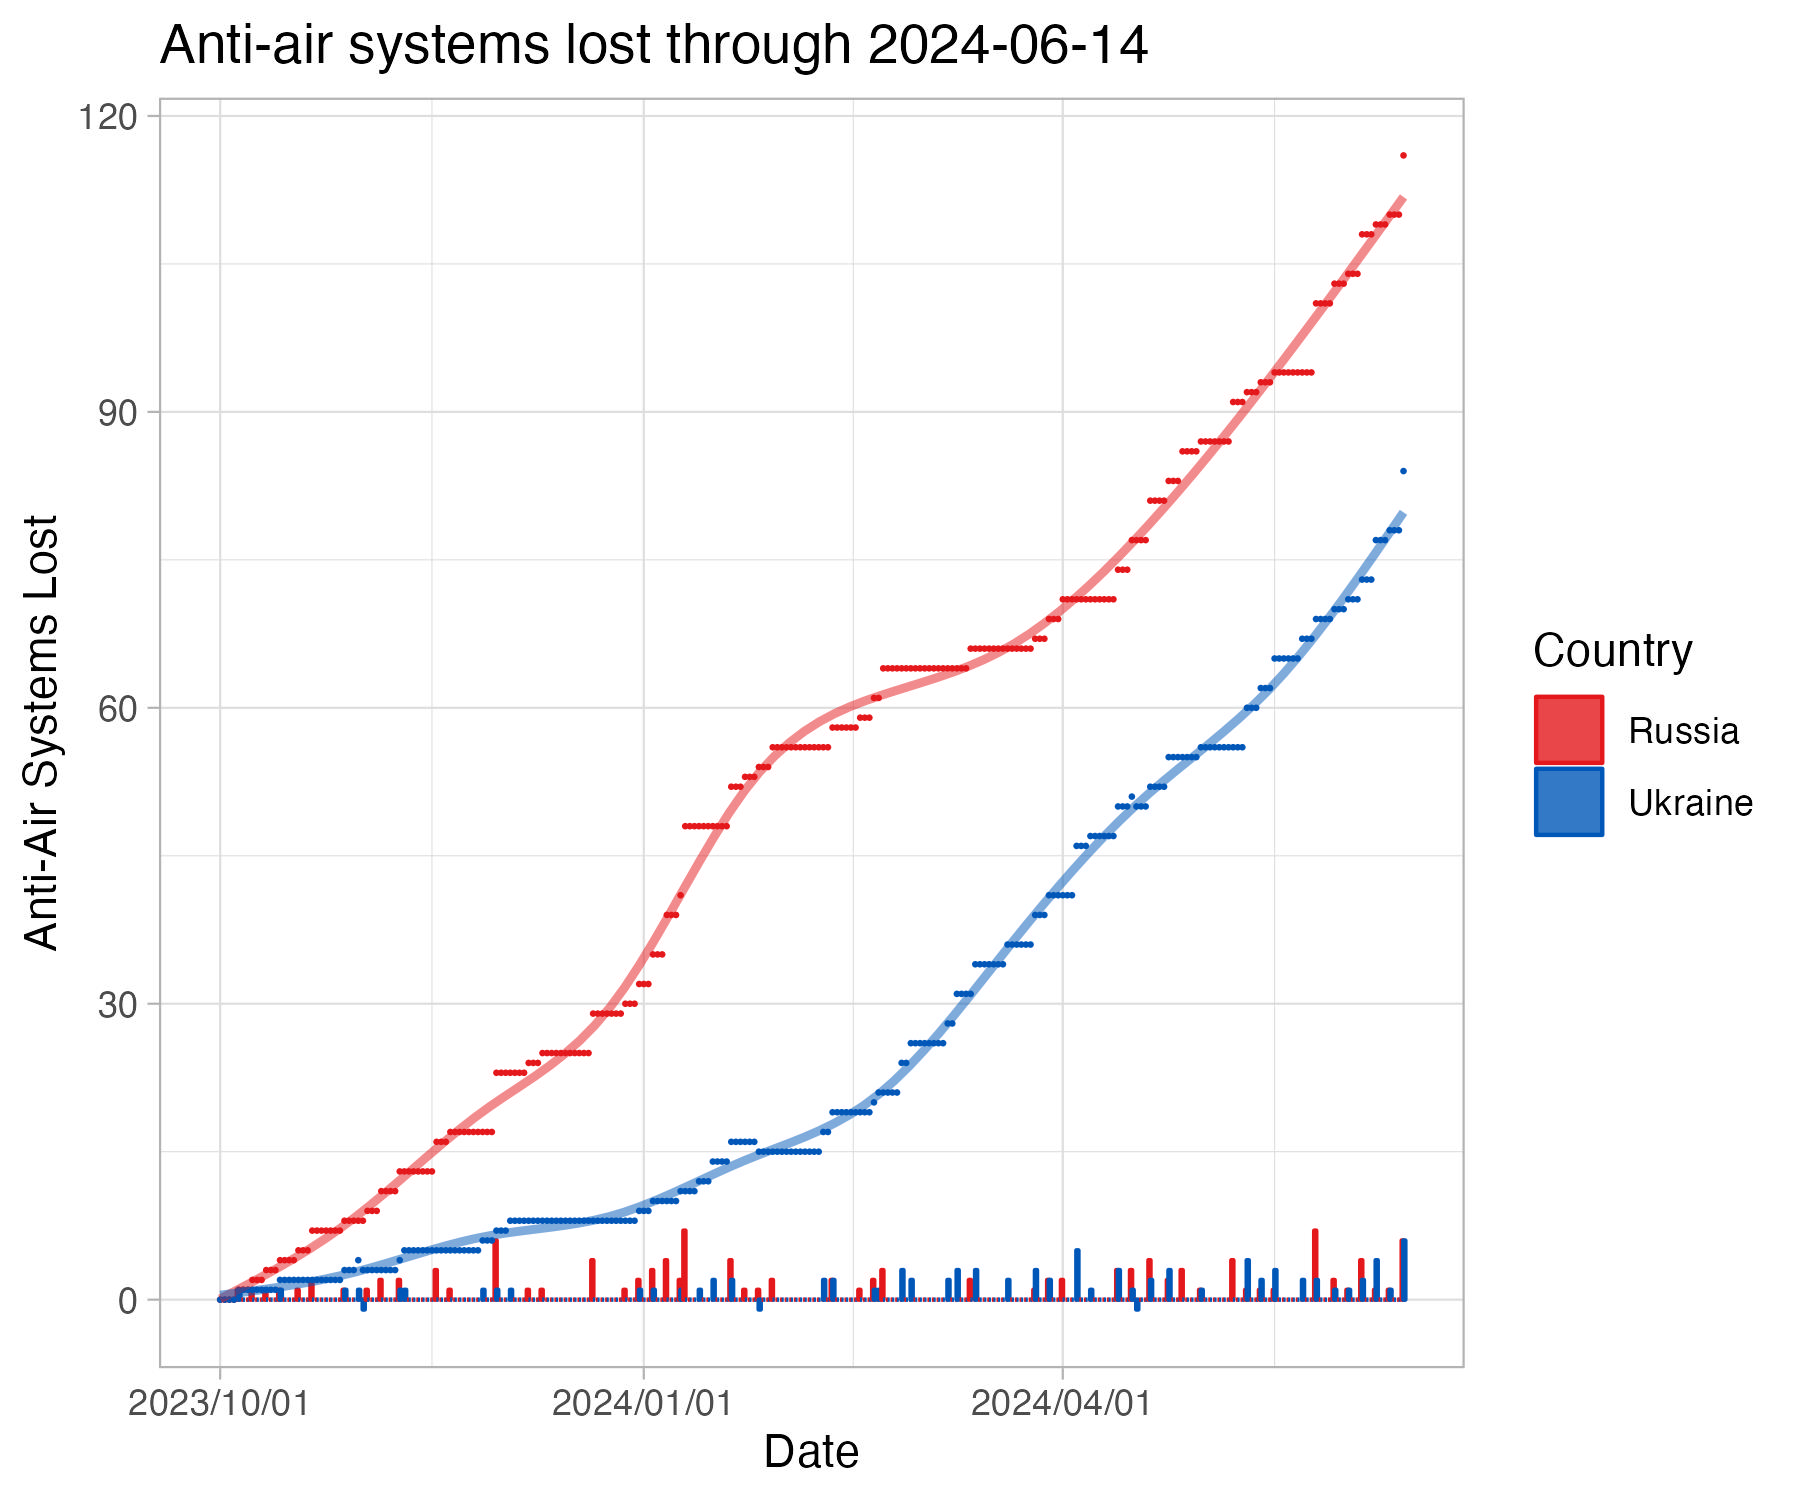 Anti-air systems lost through 2024-06-14
120
90
60
30
0
Anti-Air Systems Lost
2023/10/01
2024/01/01
2024/04/01
Date
Country
Russia
Ukraine